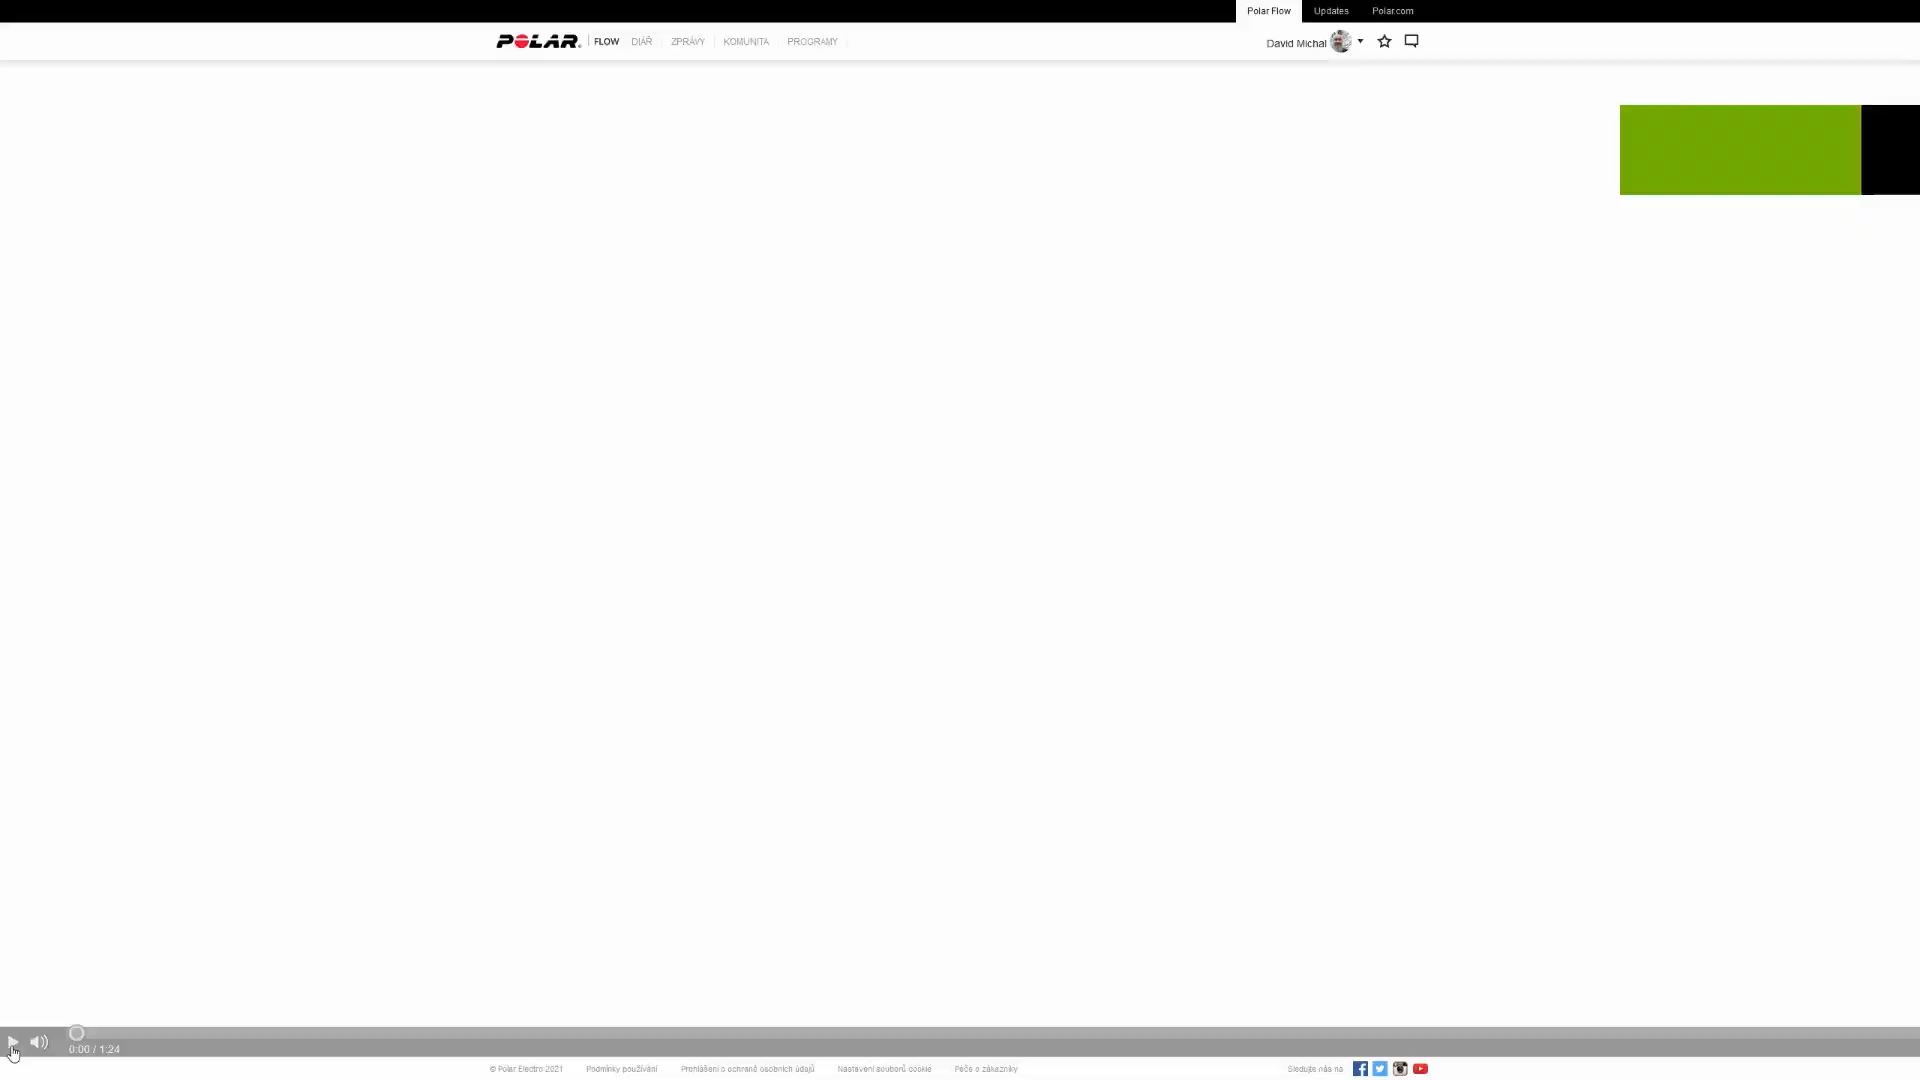 Polar Flow Updates Polar.com
POLAR FLOW DIÁŘ ZPRÁVY KOMUNITA PROGRAMY
David Michal
0:00 / 1:24
© Polar Electro 2021 Podmínky používání Prohlášení o ochraně osobních údajů Nastavení souborů cookie Péče o zákazníky Sledujte nás na